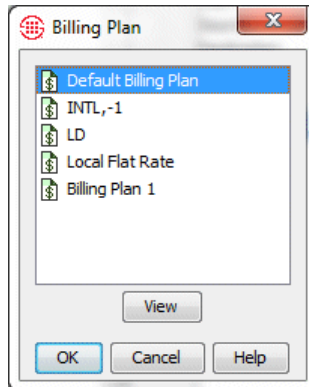 Billing Plan
Default Billing Plan
INTL,-1
LD
Local Flat Rate
Billing Plan 1
View
OK Cancel Help